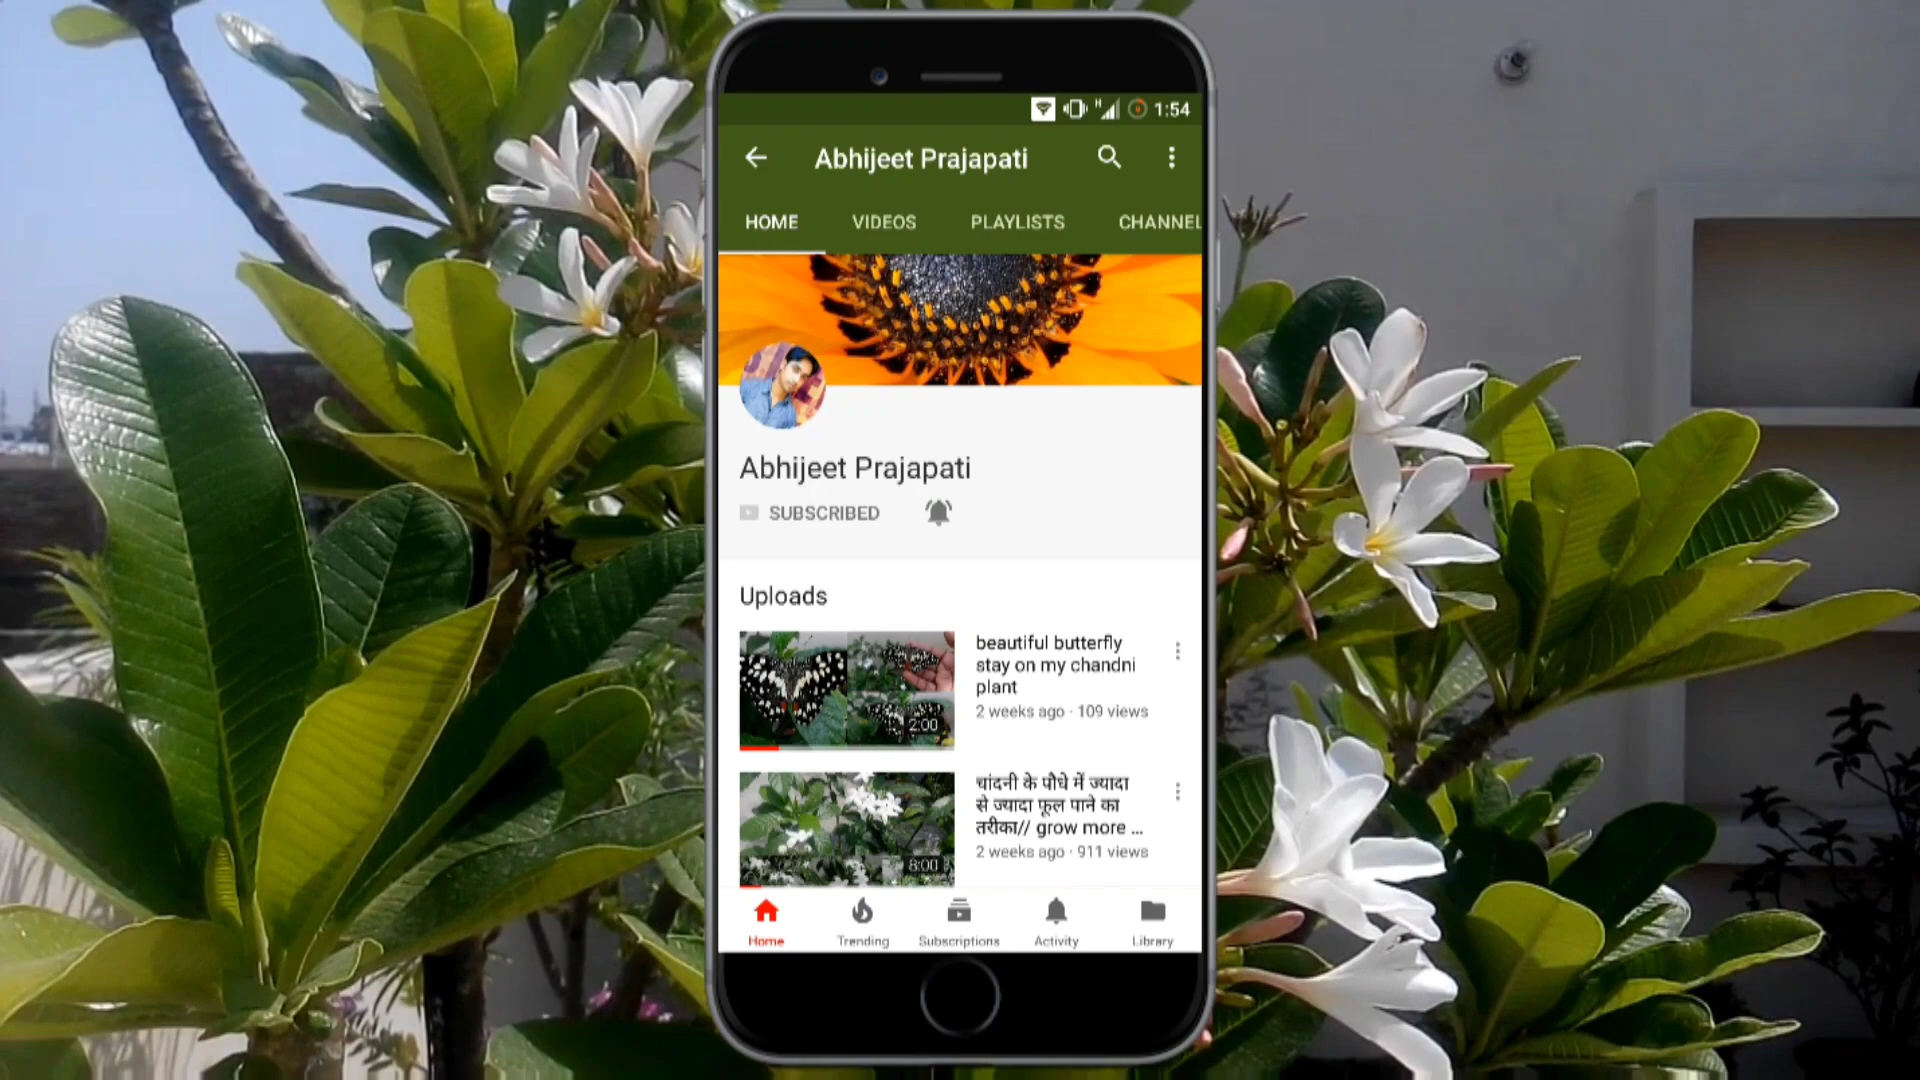 1:54
Abhijeet Prajapati
HOME VIDEOS PLAYLISTS CHANNEL
Abhijeet Prajapati
SUBSCRIBED
Uploads
beautiful butterfly
stay on my chandni
plant
2 weeks ago · 109 views
2:00
चांदनी के पौधे में ज्यादा
से ज्यादा फूल पाने का
तरीका// grow more ...
2 weeks ago · 911 views
8:00
Home Trending Subscriptions Activity Library